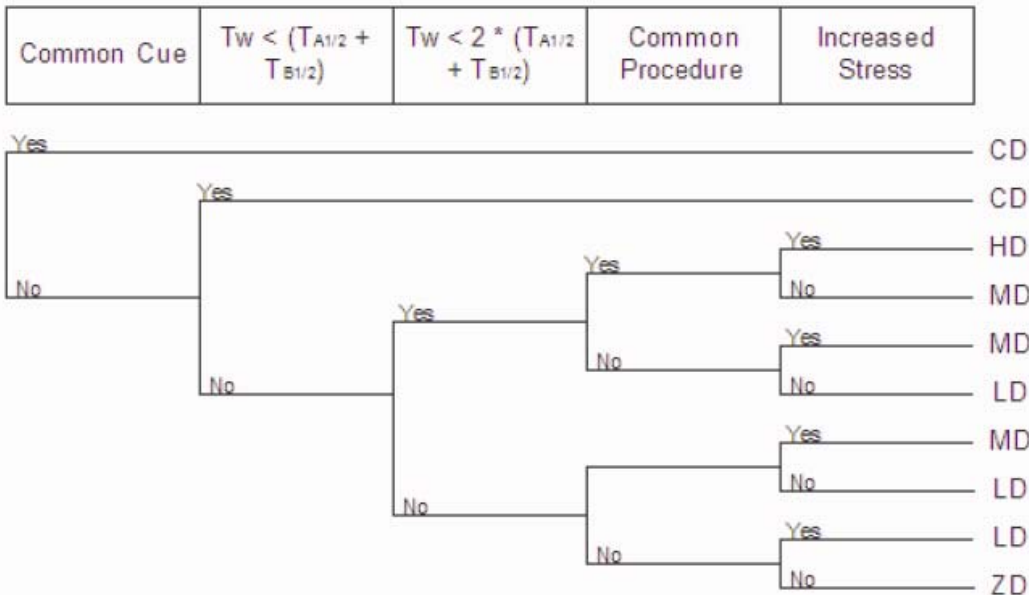 Common Cue
Tw < (TA1/2 +
TB1/2)
Tw < 2 * (TA1/2
+ TB1/2)
Common
Procedure
Increased
Stress
Yes
CD
Yes
CD
Yes
HD
Yes
No
No
MD
Yes
Yes
MD
No
No
No
LD
Yes
MD
No
No
LD
Yes
LD
No
No
ZD